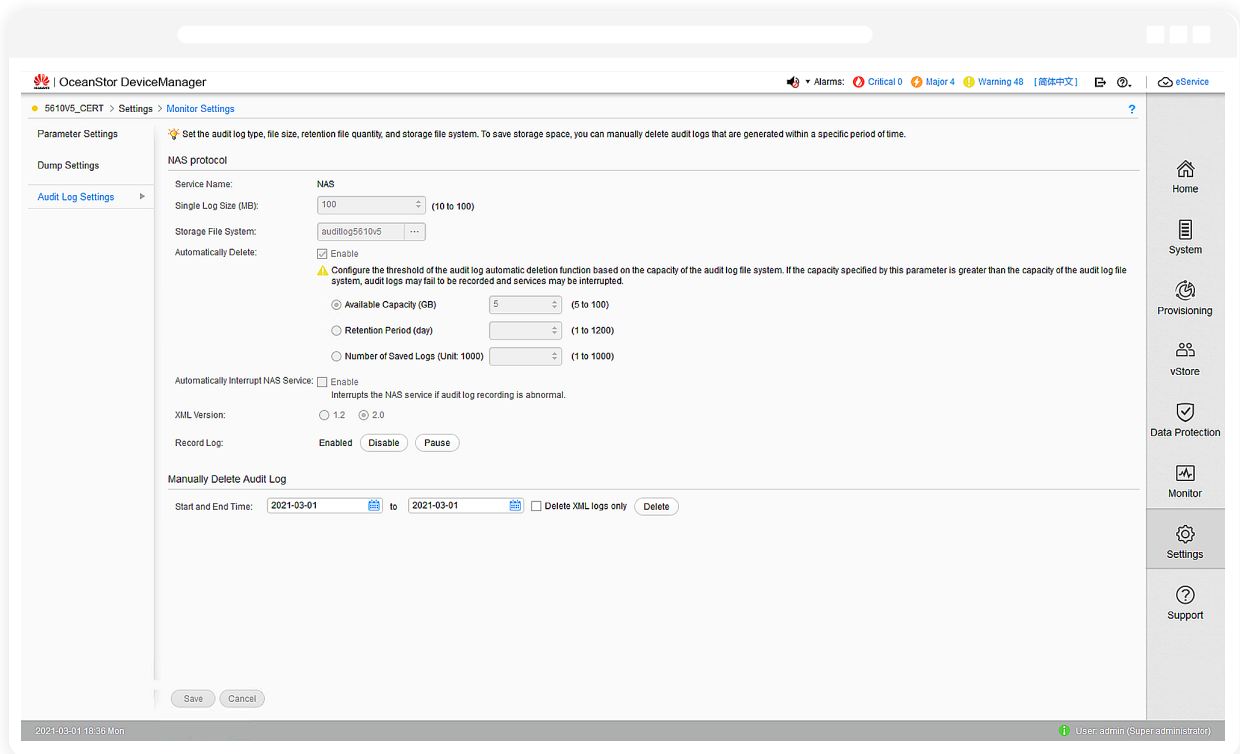 HUAWEI | OceanStor DeviceManager
Alarms: Critical 0 Major 4 Warning 48 [简体中文] eService
5610V5_CERT > Settings > Monitor Settings ?
Parameter Settings
Dump Settings
Audit Log Settings
Set the audit log type, file size, retention file quantity, and storage file system. To save storage space, you can manually delete audit logs that are generated within a specific period of time.
NAS protocol
Service Name: NAS
Single Log Size (MB): 100 (10 to 100)
Storage File System: auditlog5610v5 ...
Automatically Delete: Enable
Configure the threshold of the audit log automatic deletion function based on the capacity of the audit log file system. If the capacity specified by this parameter is greater than the capacity of the audit log file
system, audit logs may fail to be recorded and services may be interrupted.
Available Capacity (GB) 5 (5 to 100)
Retention Period (day) (1 to 1200)
Number of Saved Logs (Unit: 1000) (1 to 1000)
Automatically Interrupt NAS Service: Enable
Interrupts the NAS service if audit log recording is abnormal.
XML Version: 1.2 2.0
Record Log: Enabled Disable Pause
Manually Delete Audit Log
Start and End Time: 2021-03-01 to 2021-03-01 Delete XML logs only Delete
Save Cancel
Home
System
Provisioning
vStore
Data Protection
Monitor
Settings
Support
2021-03-01 18:36 Mon
User: admin (Super administrator)